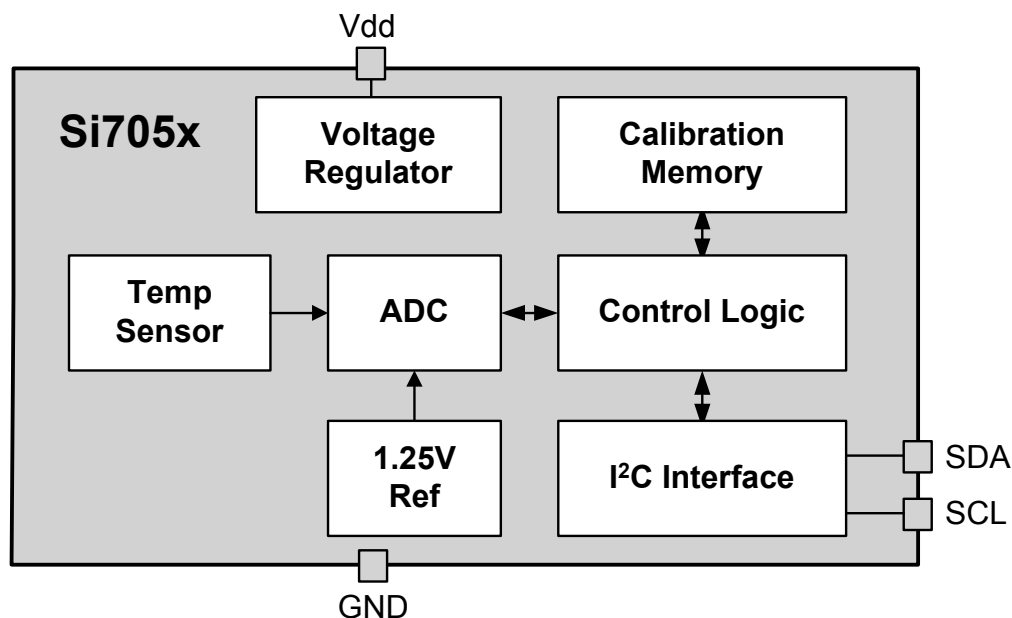 Vdd
Si705x
Voltage
Regulator
Calibration
Memory
Temp
Sensor
ADC
Control Logic
1.25V
Ref
I²C Interface
SDA
SCL
GND